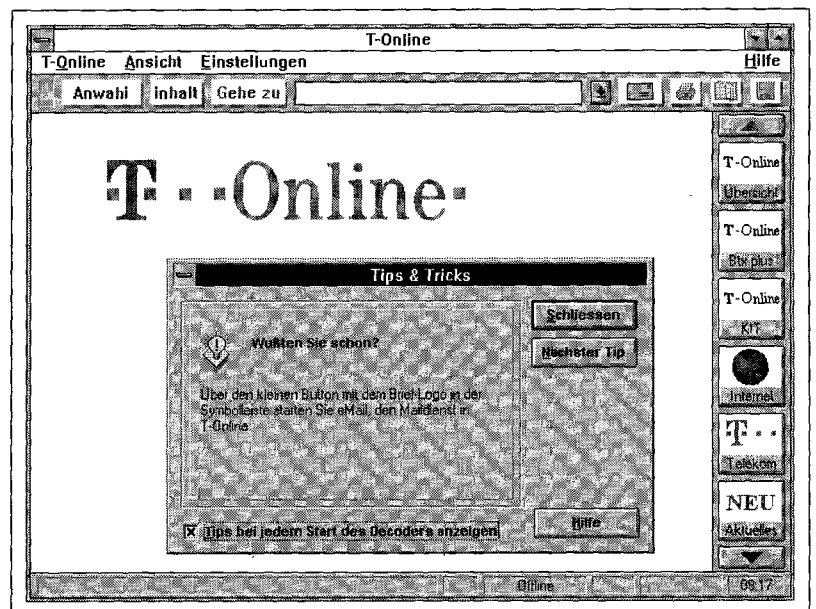 T-Online
T-Online Ansicht Einstellungen Hilfe
Anwahl Inhalt Gehe zu
T··Online·
Tips & Tricks
Wußten Sie schon?
Über den kleinen Button mit dem Brief-Logo in der
Symbolleiste starten Sie eMail, den Maildienst in
T-Online.
Schliessen
Nächster Tip
Hilfe
Tips bei jedem Start des Decoders anzeigen
T-Online
Übersicht
T-Online
Btx plus
T-Online
KIT
Internet
T··
Telekom
NEU
Aktuelles
Offline 09:17